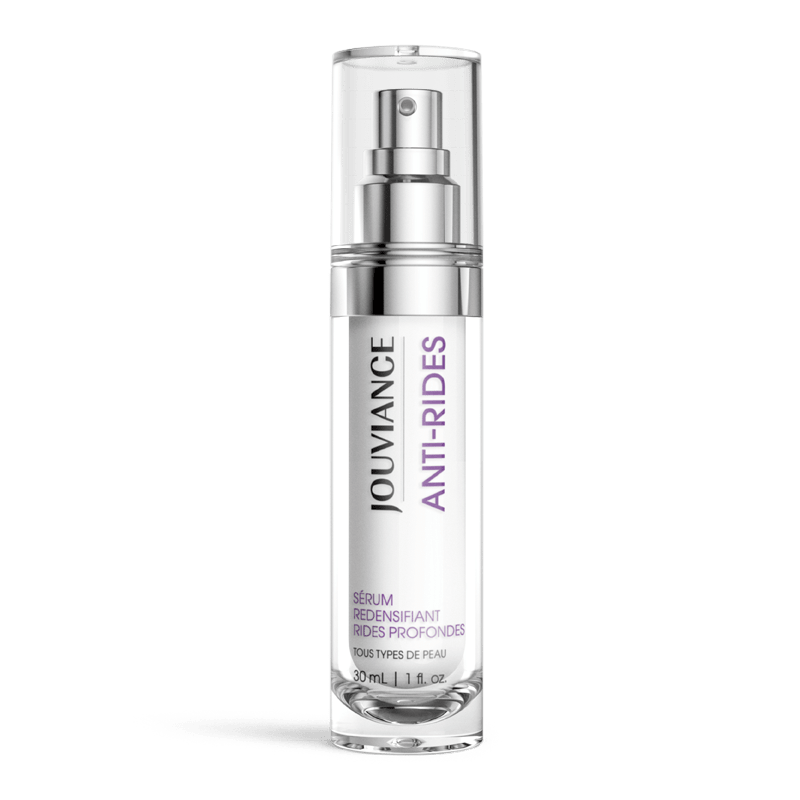 JOUVIANCE
ANTI-RIDES
SÉRUM
REDENSIFIANT
RIDES PROFONDES
TOUS TYPES DE PEAU
30 mL | 1 fl. oz.